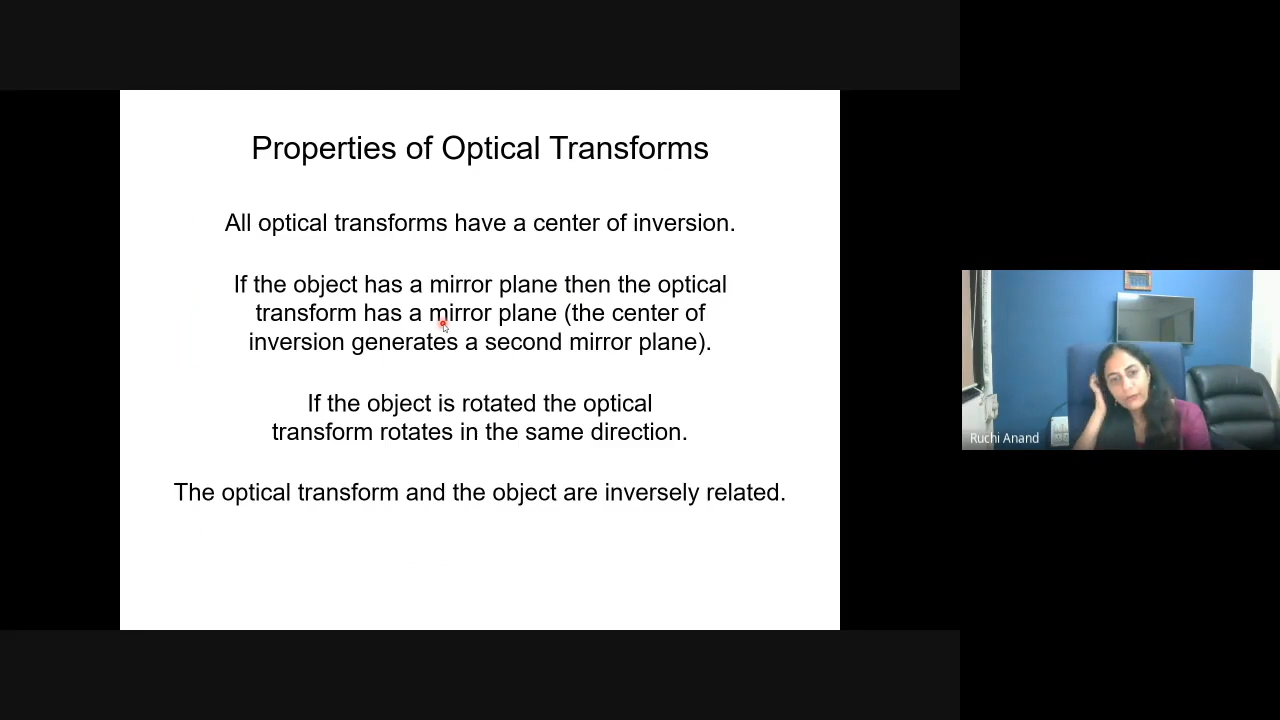 Properties of Optical Transforms
All optical transforms have a center of inversion.
If the object has a mirror plane then the optical
transform has a mirror plane (the center of
inversion generates a second mirror plane).
If the object is rotated the optical
transform rotates in the same direction.
The optical transform and the object are inversely related.
Ruchi Anand